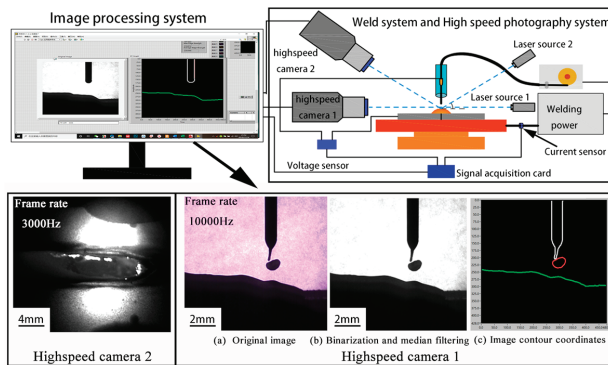 Image processing system
Weld system and High speed photography system
highspeed
camera 2
Laser source 2
highspeed
camera 1
Laser source 1
Welding
power
Voltage sensor
Current sensor
Signal acquisition card
Frame rate
3000Hz
4mm
Highspeed camera 2
Frame rate
10000Hz
2mm
2mm
(a) Original image
(b) Binarization and median filtering
(c) Image contour coordinates
Highspeed camera 1